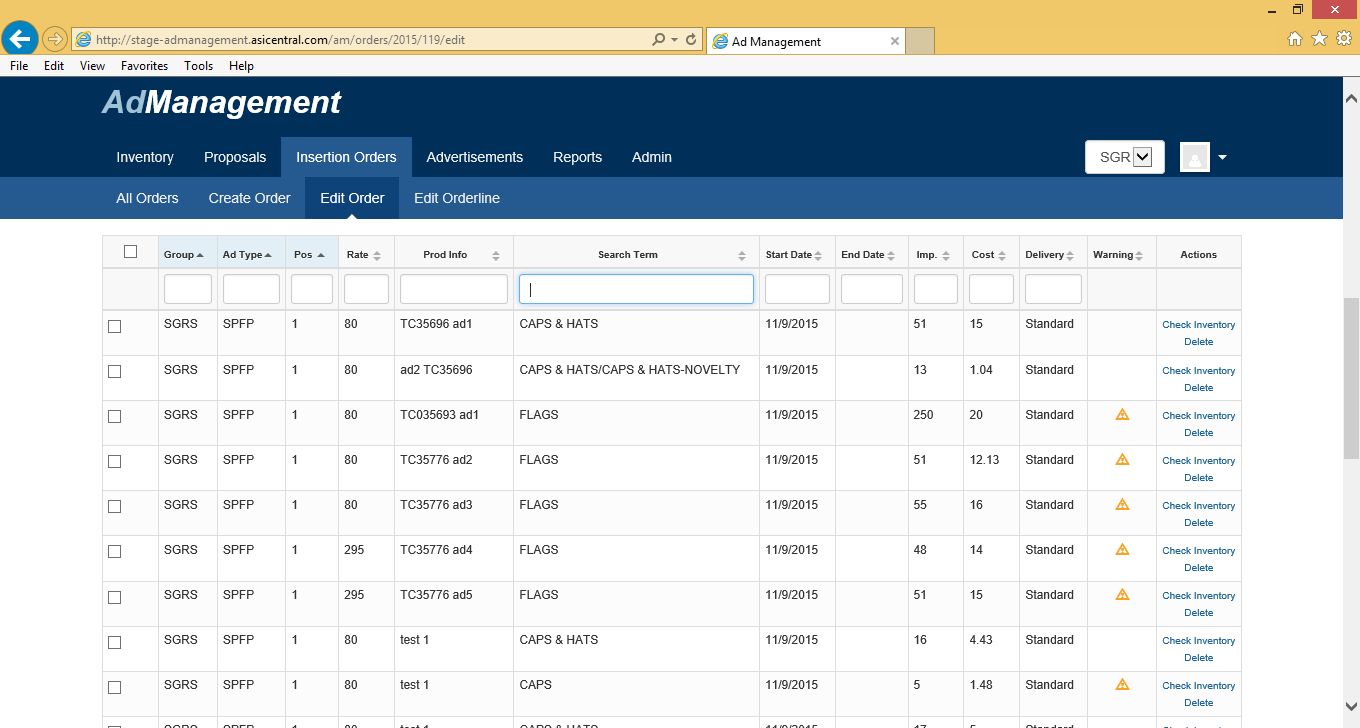 http://stage-admanagement.asicentral.com/am/orders/2015/119/edit
Ad Management
File Edit View Favorites Tools Help
AdManagement
Inventory Proposals Insertion Orders Advertisements Reports Admin SGR
All Orders Create Order Edit Order Edit Orderline
Group Ad Type Pos Rate Prod Info Search Term Start Date End Date Imp. Cost Delivery Warning Actions
SGRS SPFP 1 80 TC35696 ad1 CAPS & HATS 11/9/2015 51 15 Standard Check Inventory
Delete
SGRS SPFP 1 80 ad2 TC35696 CAPS & HATS/CAPS & HATS-NOVELTY 11/9/2015 13 1.04 Standard Check Inventory
Delete
SGRS SPFP 1 80 TC035693 ad1 FLAGS 11/9/2015 250 20 Standard Check Inventory
Delete
SGRS SPFP 1 80 TC35776 ad2 FLAGS 11/9/2015 51 12.13 Standard Check Inventory
Delete
SGRS SPFP 1 80 TC35776 ad3 FLAGS 11/9/2015 55 16 Standard Check Inventory
Delete
SGRS SPFP 1 295 TC35776 ad4 FLAGS 11/9/2015 48 14 Standard Check Inventory
Delete
SGRS SPFP 1 295 TC35776 ad5 FLAGS 11/9/2015 51 15 Standard Check Inventory
Delete
SGRS SPFP 1 80 test 1 CAPS & HATS 11/9/2015 16 4.43 Standard Check Inventory
Delete
SGRS SPFP 1 80 test 1 CAPS 11/9/2015 5 1.48 Standard Check Inventory
Delete